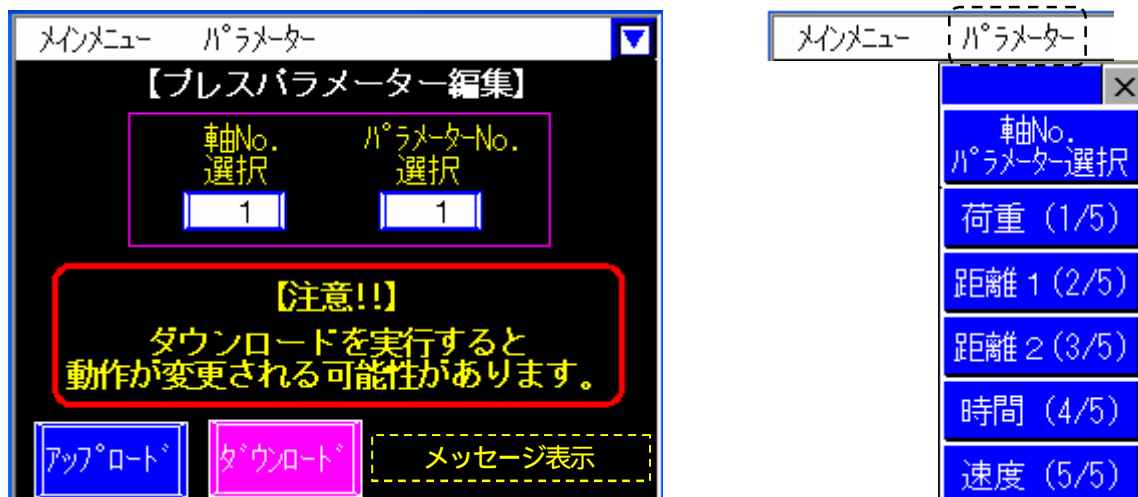 メインメニュー パラメーター
【プレスパラメーター編集】
軸No.
選択
パラメーターNo.
選択
1
1
【注意!!】
ダウンロードを実行すると
動作が変更される可能性があります。
アップロード
ダウンロード
メッセージ表示
メインメニュー パラメーター
×
軸No.
パラメーター選択
荷重 (1/5)
距離1(2/5)
距離2(3/5)
時間 (4/5)
速度 (5/5)